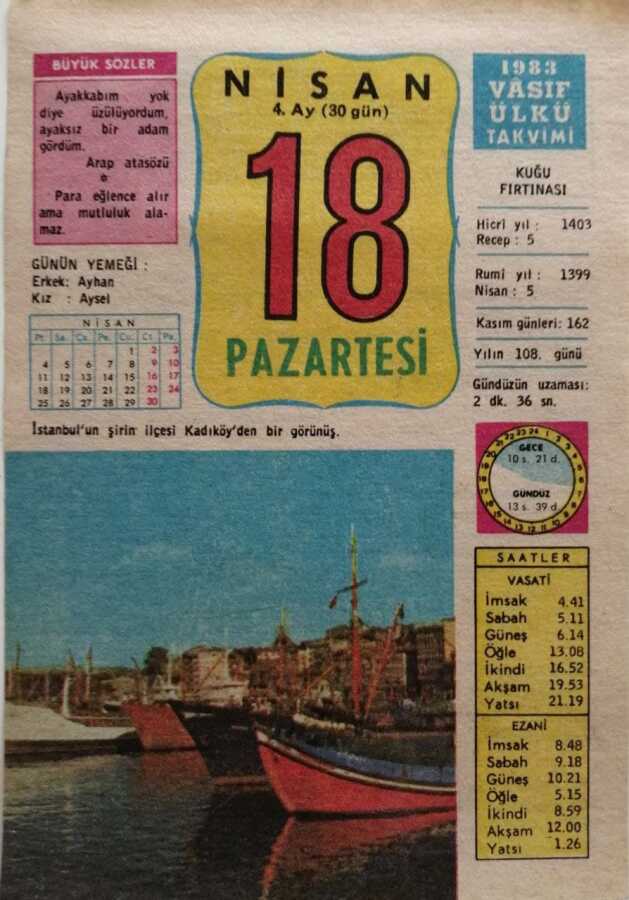 BÜYÜK SÖZLER
Ayakkabım yok
diye üzülüyordum,
ayaksız bir adam
gördüm.
Arap atasözü
*
Para eğlence alır
ama mutluluk ala-
maz.
GÜNÜN YEMEĞİ :
Erkek: Ayhan
Kız : Aysel
NİSAN
Pt. Sa. Ça. Pe. Cu. Ct. Pa.
1 2 3
4 5 6 7 8 9 10
11 12 13 14 15 16 17
18 19 20 21 22 23 24
25 26 27 28 29 30
NİSAN
4. Ay (30 gün)
18
PAZARTESİ
1983
VÂSIF
ÜLKÜ
TAKVİMİ
KUĞU
FIRTINASI
Hicrî yıl : 1403
Recep : 5
Rumî yıl : 1399
Nisan : 5
Kasım günleri: 162
Yılın 108. günü
Gündüzün uzaması:
2 dk. 36 sn.
İstanbul'un şirin ilçesi Kadıköy'den bir görünüş.
GECE
10 s. 21 d.
GÜNDÜZ
13 s. 39 d
SAATLER
VASATİ
İmsak 4.41
Sabah 5.11
Güneş 6.14
Öğle 13.08
İkindi 16.52
Akşam 19.53
Yatsı 21.19
EZANİ
İmsak 8.48
Sabah 9.18
Güneş 10.21
Öğle 5.15
İkindi 8.59
Akşam 12.00
Yatsı 1.26